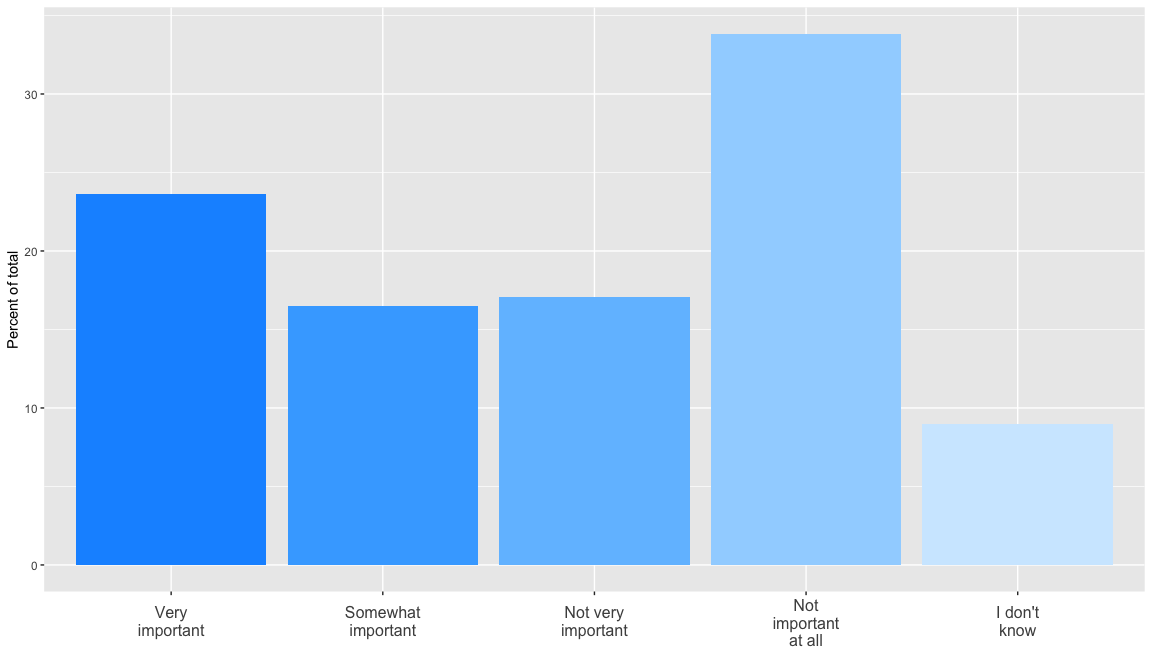 Percent of total
30
20
10
0
Very
important
Somewhat
important
Not very
important
Not
important
at all
I don't
know